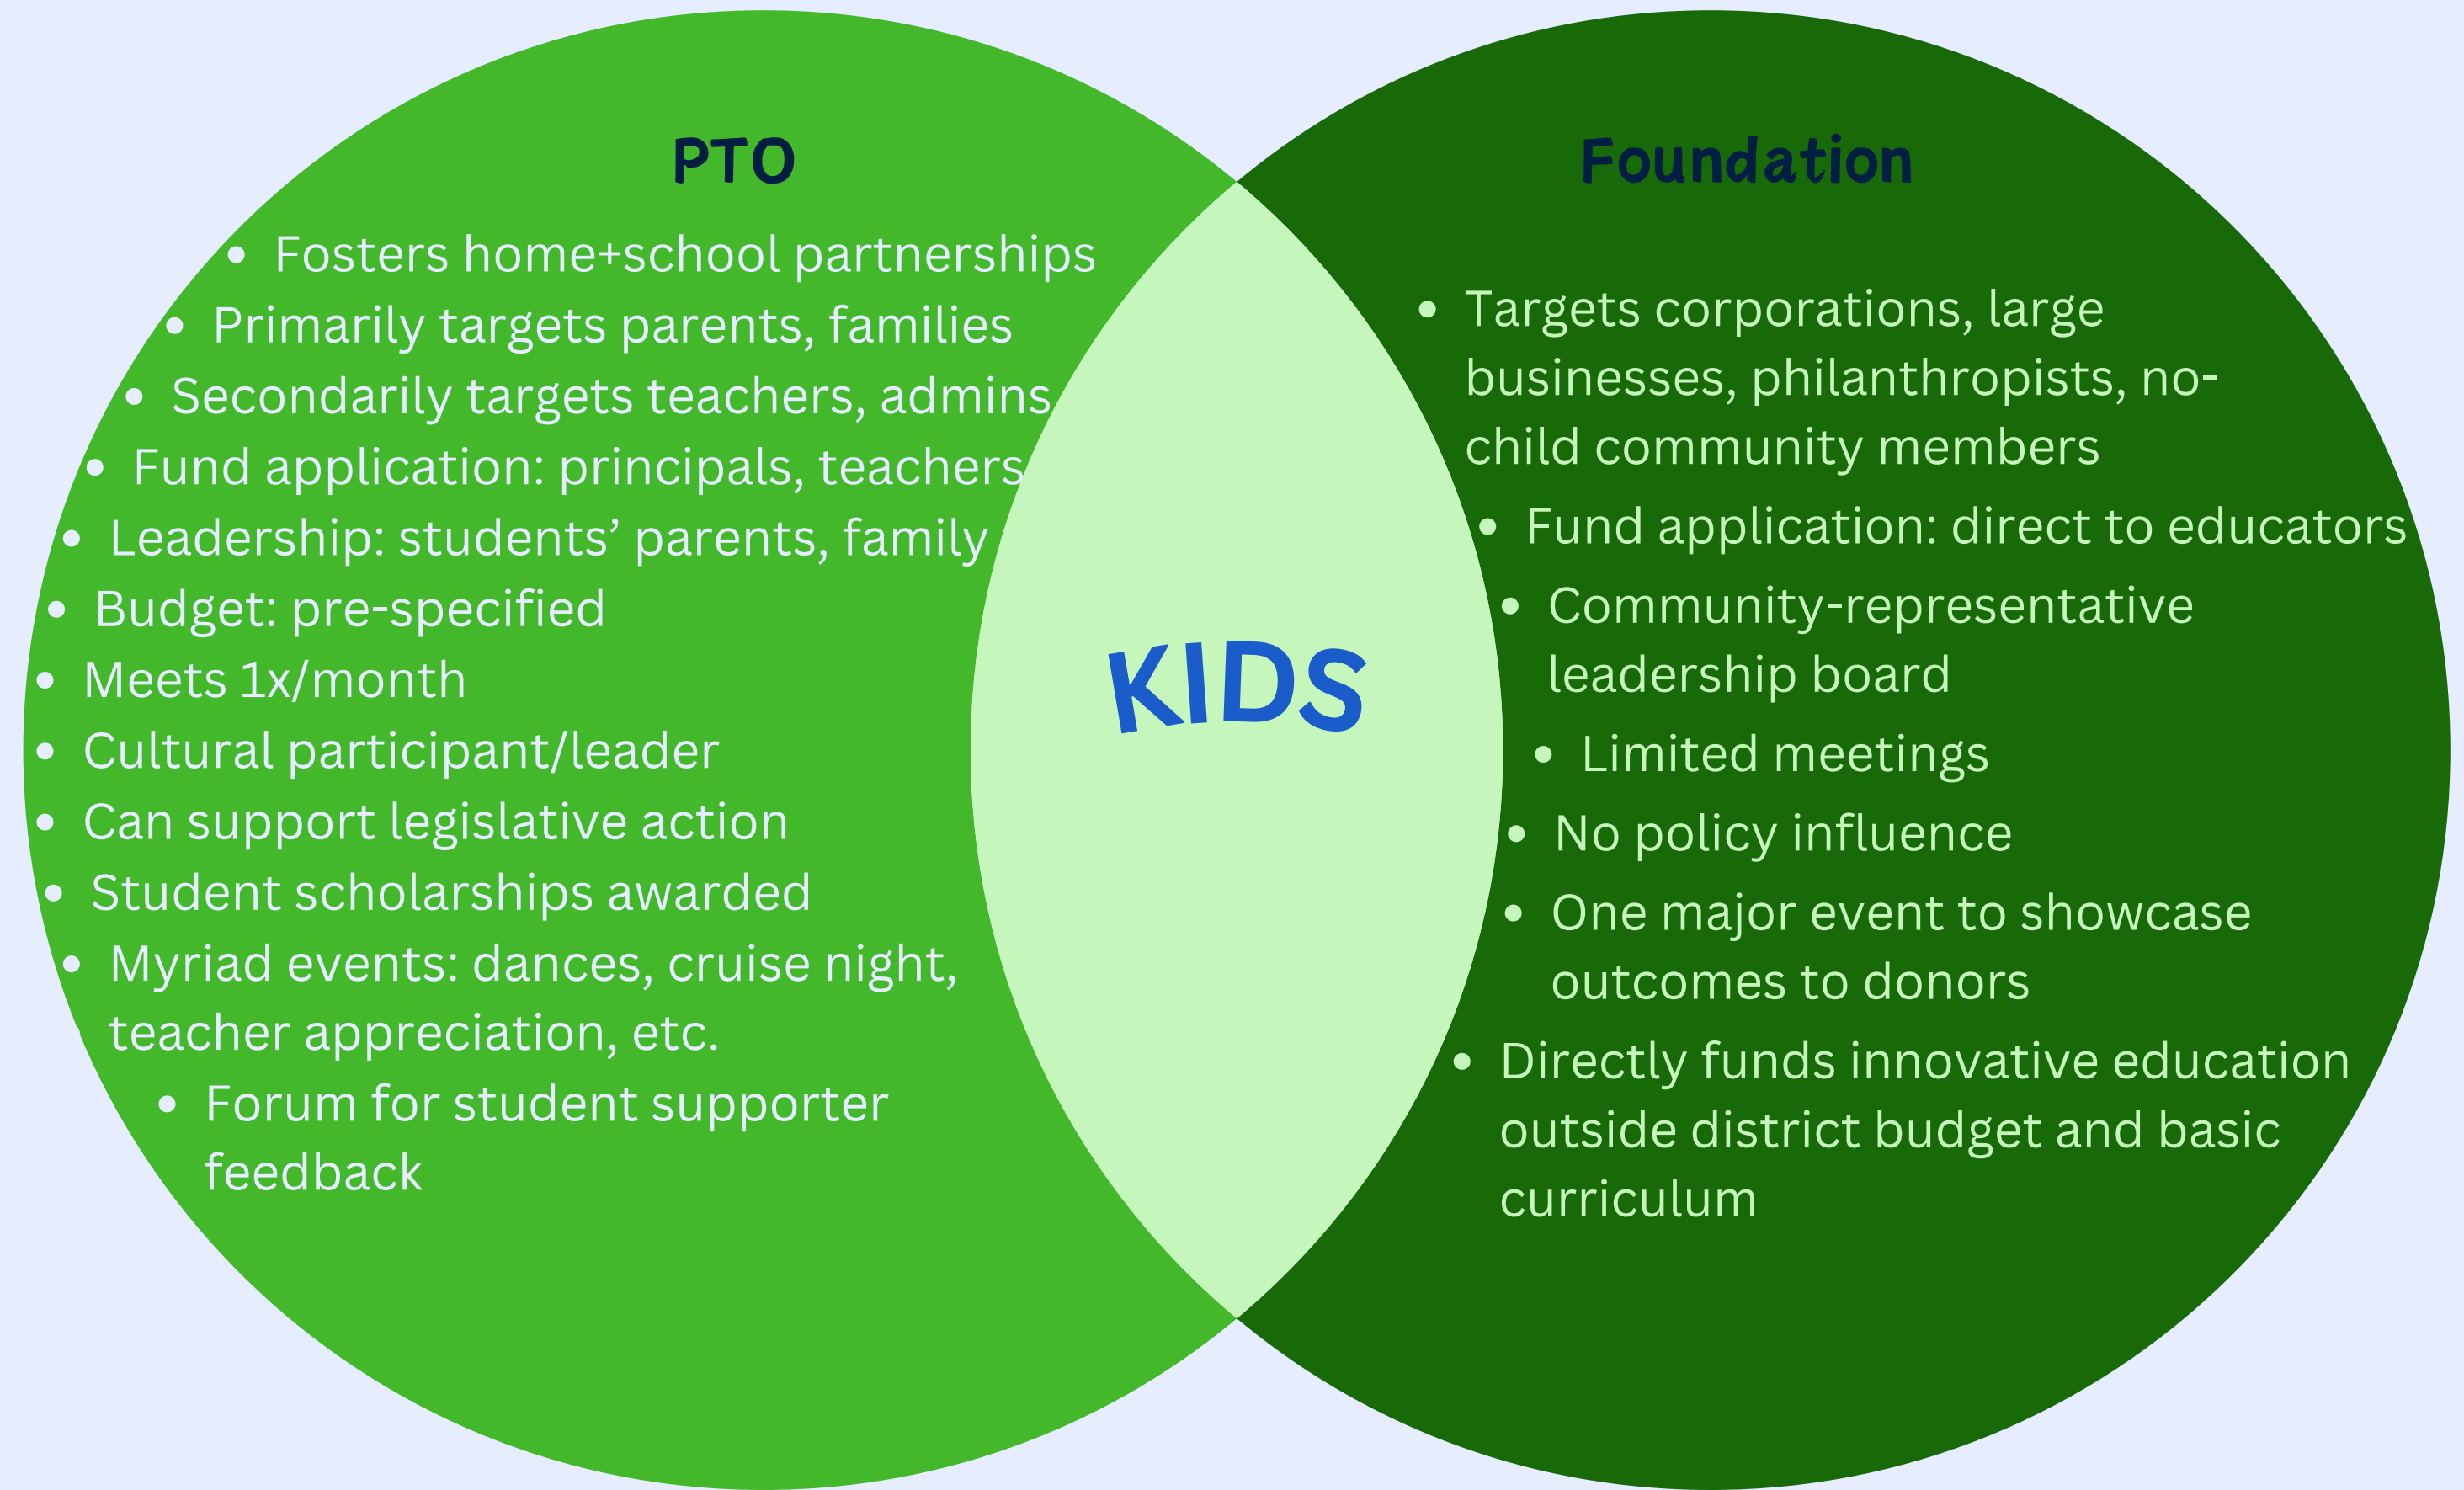 PTO
• Fosters home+school partnerships
• Primarily targets parents, families
• Secondarily targets teachers, admins
• Fund application: principals, teachers
• Leadership: students’ parents, family
• Budget: pre-specified
• Meets 1x/month
• Cultural participant/leader
• Can support legislative action
• Student scholarships awarded
• Myriad events: dances, cruise night,
teacher appreciation, etc.
• Forum for student supporter
feedback
KIDS
Foundation
• Targets corporations, large
businesses, philanthropists, no-
child community members
• Fund application: direct to educators
• Community-representative
leadership board
• Limited meetings
• No policy influence
• One major event to showcase
outcomes to donors
• Directly funds innovative education
outside district budget and basic
curriculum